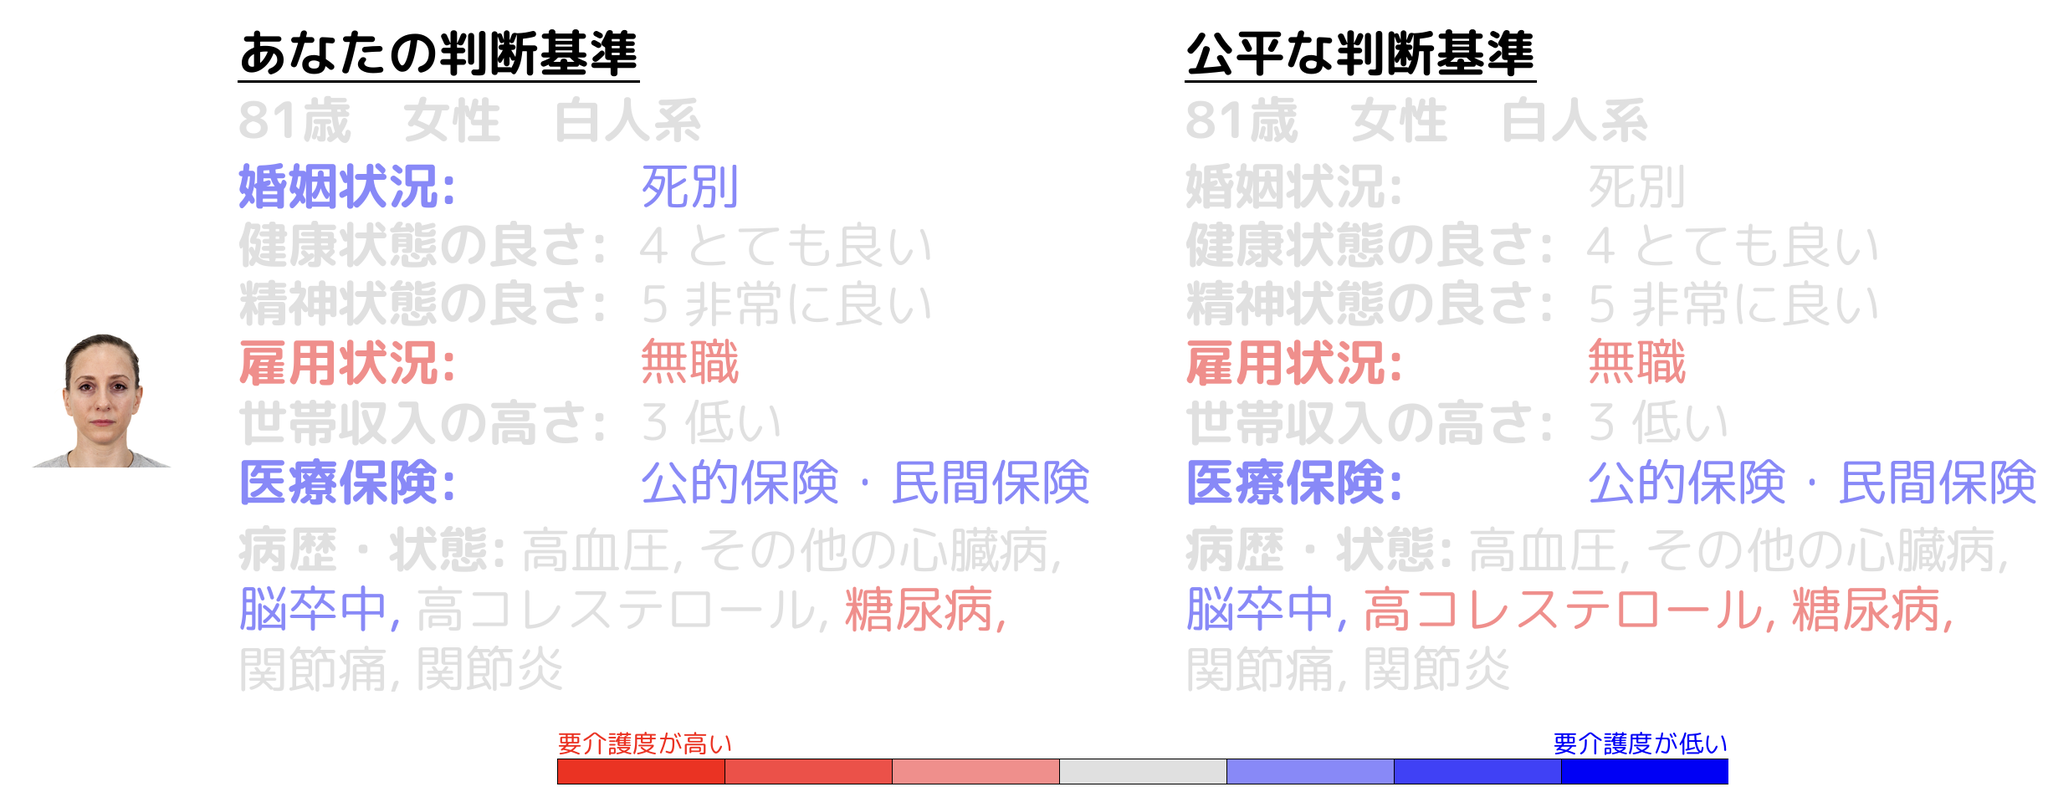 あなたの判断基準
81歳　女性　白人系
婚姻状況: 死別
健康状態の良さ: 4 とても良い
精神状態の良さ: 5 非常に良い
雇用状況: 無職
世帯収入の高さ: 3 低い
医療保険: 公的保険・民間保険
病歴・状態: 高血圧, その他の心臓病,
脳卒中, 高コレステロール, 糖尿病,
関節痛, 関節炎
公平な判断基準
81歳　女性　白人系
婚姻状況: 死別
健康状態の良さ: 4 とても良い
精神状態の良さ: 5 非常に良い
雇用状況: 無職
世帯収入の高さ: 3 低い
医療保険: 公的保険・民間保険
病歴・状態: 高血圧, その他の心臓病,
脳卒中, 高コレステロール, 糖尿病,
関節痛, 関節炎
要介護度が高い
要介護度が低い